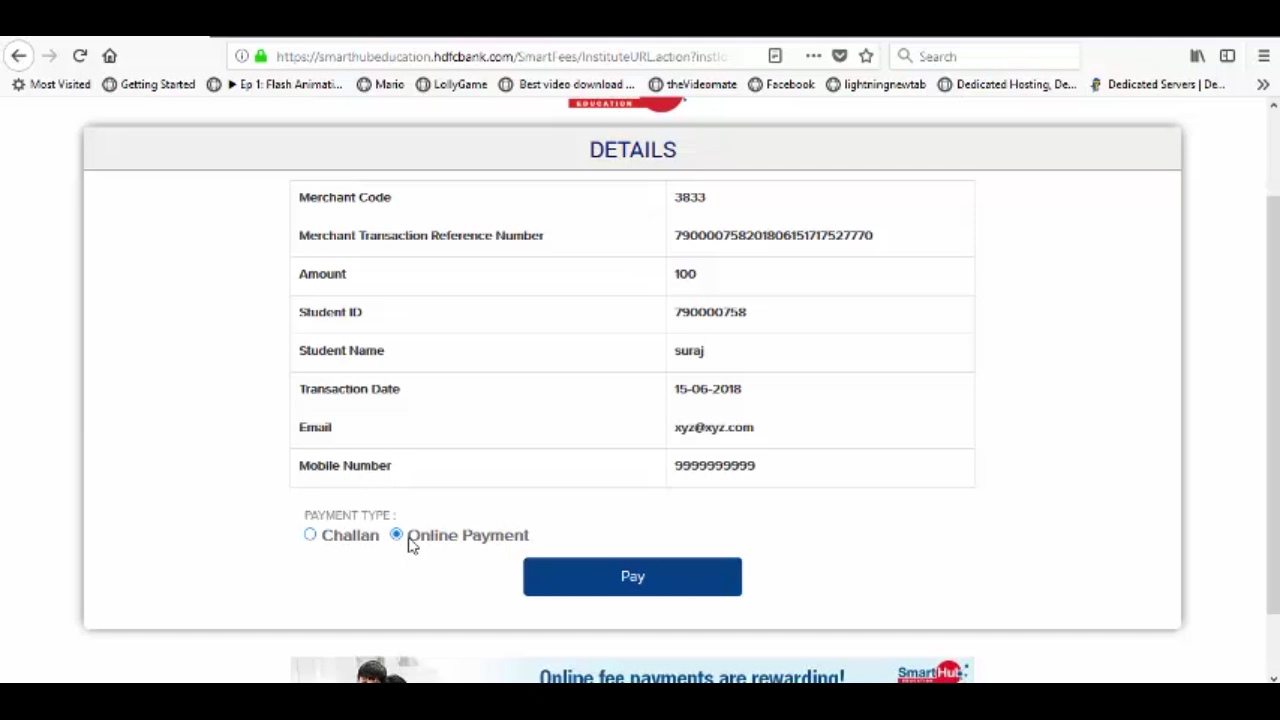 https://smarthubeducation.hdfcbank.com/SmartFees/InstituteURL.action?instic
Search
Most Visited Getting Started Ep 1: Flash Animati... Mario LollyGame Best video download ... theVideomate Facebook lightningnewtab Dedicated Hosting, De... Dedicated Servers | De...
EDUCATION
DETAILS
Merchant Code 3833
Merchant Transaction Reference Number 790000758201806151717527770
Amount 100
Student ID 790000758
Student Name suraj
Transaction Date 15-06-2018
Email xyz@xyz.com
Mobile Number 9999999999
PAYMENT TYPE :
Challan Online Payment
Pay
Online fee payments are rewarding! SmartHub